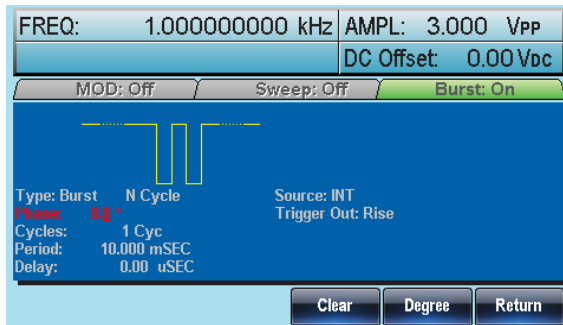 FREQ: 1.000000000 kHz AMPL: 3.000 VPP
DC Offset: 0.00 VDC
MOD: Off Sweep: Off Burst: On
Type: Burst N Cycle Source: INT
Phase: 0.0 ° Trigger Out: Rise
Cycles: 1 Cyc
Period: 10.000 mSEC
Delay: 0.00 uSEC
Clear Degree Return